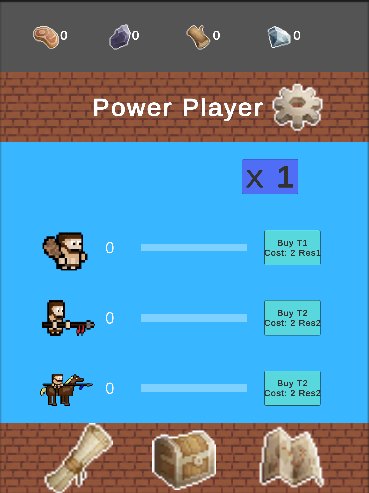 0 0 0 0
Power Player
x 1
0
Buy T1
Cost: 2 Res1
0
Buy T2
Cost: 2 Res2
0
Buy T2
Cost: 2 Res2